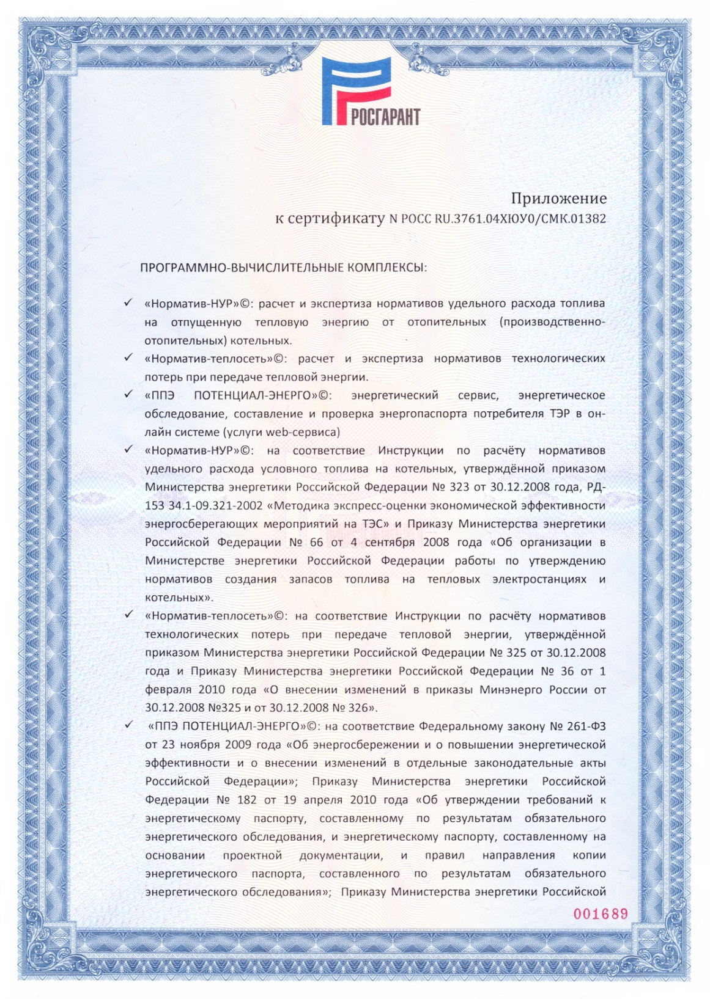 РОСГАРАНТ
Приложение
к сертификату N РОСС RU.3761.04ХЮУ0/СМК.01382
ПРОГРАММНО-ВЫЧИСЛИТЕЛЬНЫЕ КОМПЛЕКСЫ:
✓ «Норматив-НУР»©: расчет и экспертиза нормативов удельного расхода топлива
на отпущенную тепловую энергию от отопительных (производственно-
отопительных) котельных.
✓ «Норматив-теплосеть»©: расчет и экспертиза нормативов технологических
потерь при передаче тепловой энергии.
✓ «ППЭ ПОТЕНЦИАЛ-ЭНЕРГО»©: энергетический сервис, энергетическое
обследование, составление и проверка энергопаспорта потребителя ТЭР в он-
лайн системе (услуги web-сервиса)
✓ «Норматив-НУР»©: на соответствие Инструкции по расчёту нормативов
удельного расхода условного топлива на котельных, утверждённой приказом
Министерства энергетики Российской Федерации № 323 от 30.12.2008 года, РД-
153 34.1-09.321-2002 «Методика экспресс-оценки экономической эффективности
энергосберегающих мероприятий на ТЭС» и Приказу Министерства энергетики
Российской Федерации № 66 от 4 сентября 2008 года «Об организации в
Министерстве энергетики Российской Федерации работы по утверждению
нормативов создания запасов топлива на тепловых электростанциях и
котельных».
✓ «Норматив-теплосеть»©: на соответствие Инструкции по расчёту нормативов
технологических потерь при передаче тепловой энергии, утверждённой
приказом Министерства энергетики Российской Федерации № 325 от 30.12.2008
года и Приказу Министерства энергетики Российской Федерации № 36 от 1
февраля 2010 года «О внесении изменений в приказы Минэнерго России от
30.12.2008 №325 и от 30.12.2008 № 326».
✓ «ППЭ ПОТЕНЦИАЛ-ЭНЕРГО»©: на соответствие Федеральному закону № 261-ФЗ
от 23 ноября 2009 года «Об энергосбережении и о повышении энергетической
эффективности и о внесении изменений в отдельные законодательные акты
Российской Федерации»; Приказу Министерства энергетики Российской
Федерации № 182 от 19 апреля 2010 года «Об утверждении требований к
энергетическому паспорту, составленному по результатам обязательного
энергетического обследования, и энергетическому паспорту, составленному на
основании проектной документации, и правил направления копии
энергетического паспорта, составленного по результатам обязательного
энергетического обследования»; Приказу Министерства энергетики Российской
001689